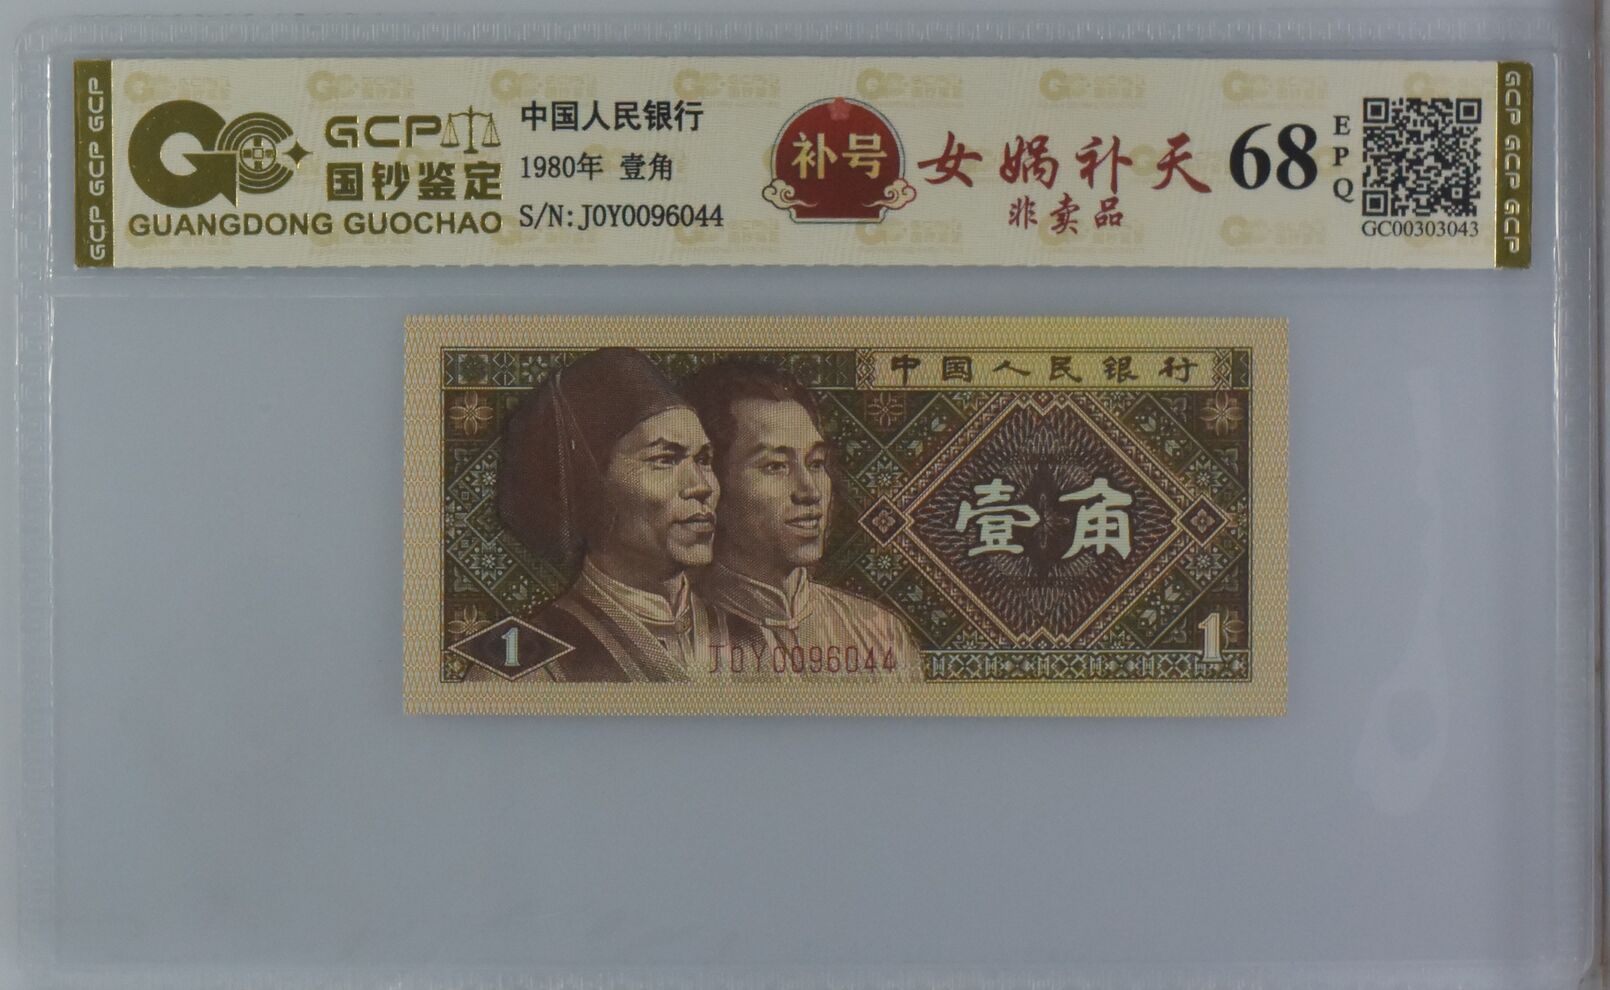 GCP GCP GCP
GCP
国钞鉴定
GUANGDONG GUOCHAO
中国人民银行
1980年 壹角
S/N:J0Y0096044
补号
女娲补天
非卖品
68
EPQ
GC00303043
GCP GCP GCP
中国人民银行
1
1
壹角
1
1
J0Y0096044